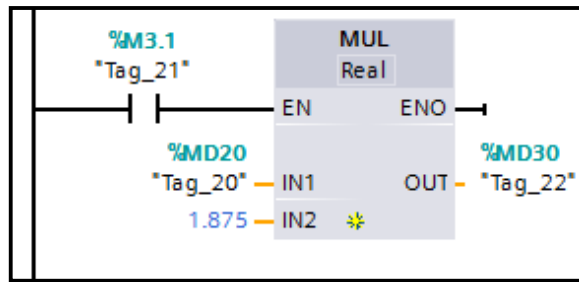 %M3.1
"Tag_21"
MUL
Real
EN ENO
%MD20
"Tag_20"
IN1
%MD30
OUT
"Tag_22"
1.875
IN2